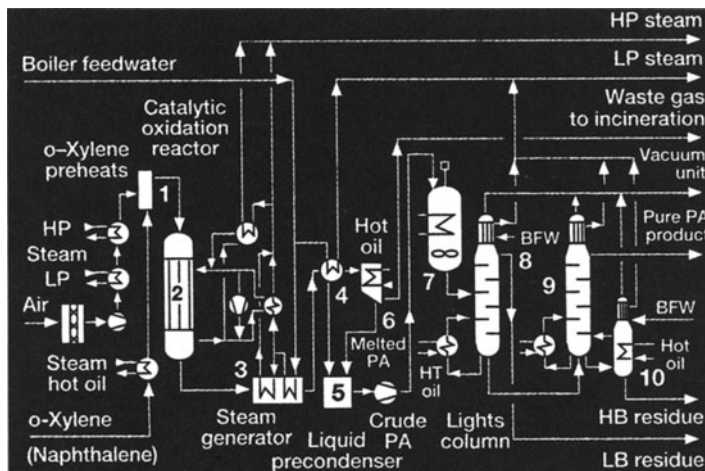 HP steam
Boiler feedwater
LP steam
Catalytic
oxidation
reactor
Waste gas
to incineration
o–Xylene
preheats
Vacuum
unit
1
HP
Steam
LP
Hot
oil
Pure PA
product
BFW
2
4
7
8
9
Air
6
Melted
PA
BFW
Steam
hot oil
3
5
HT
oil
Hot
oil
10
o–Xylene
(Naphthalene)
Steam
generator
Liquid
precondenser
Crude
PA
Lights
column
HB residue
LB residue